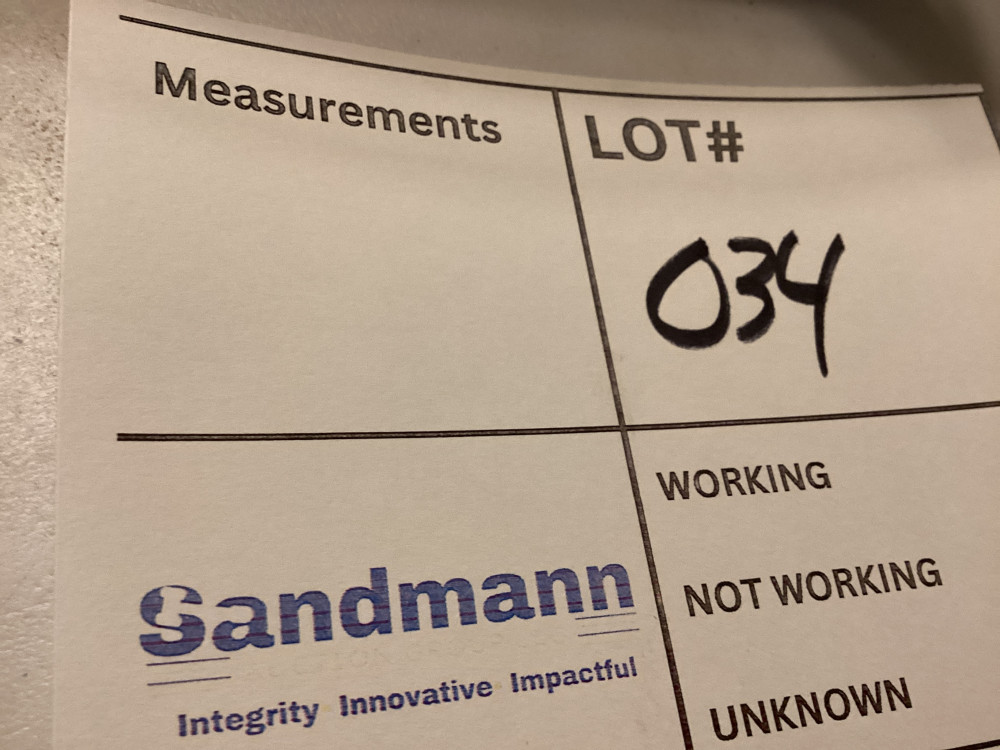 Measurements
LOT#
034
WORKING
NOT WORKING
UNKNOWN
Sandmann
Integrity Innovative Impactful